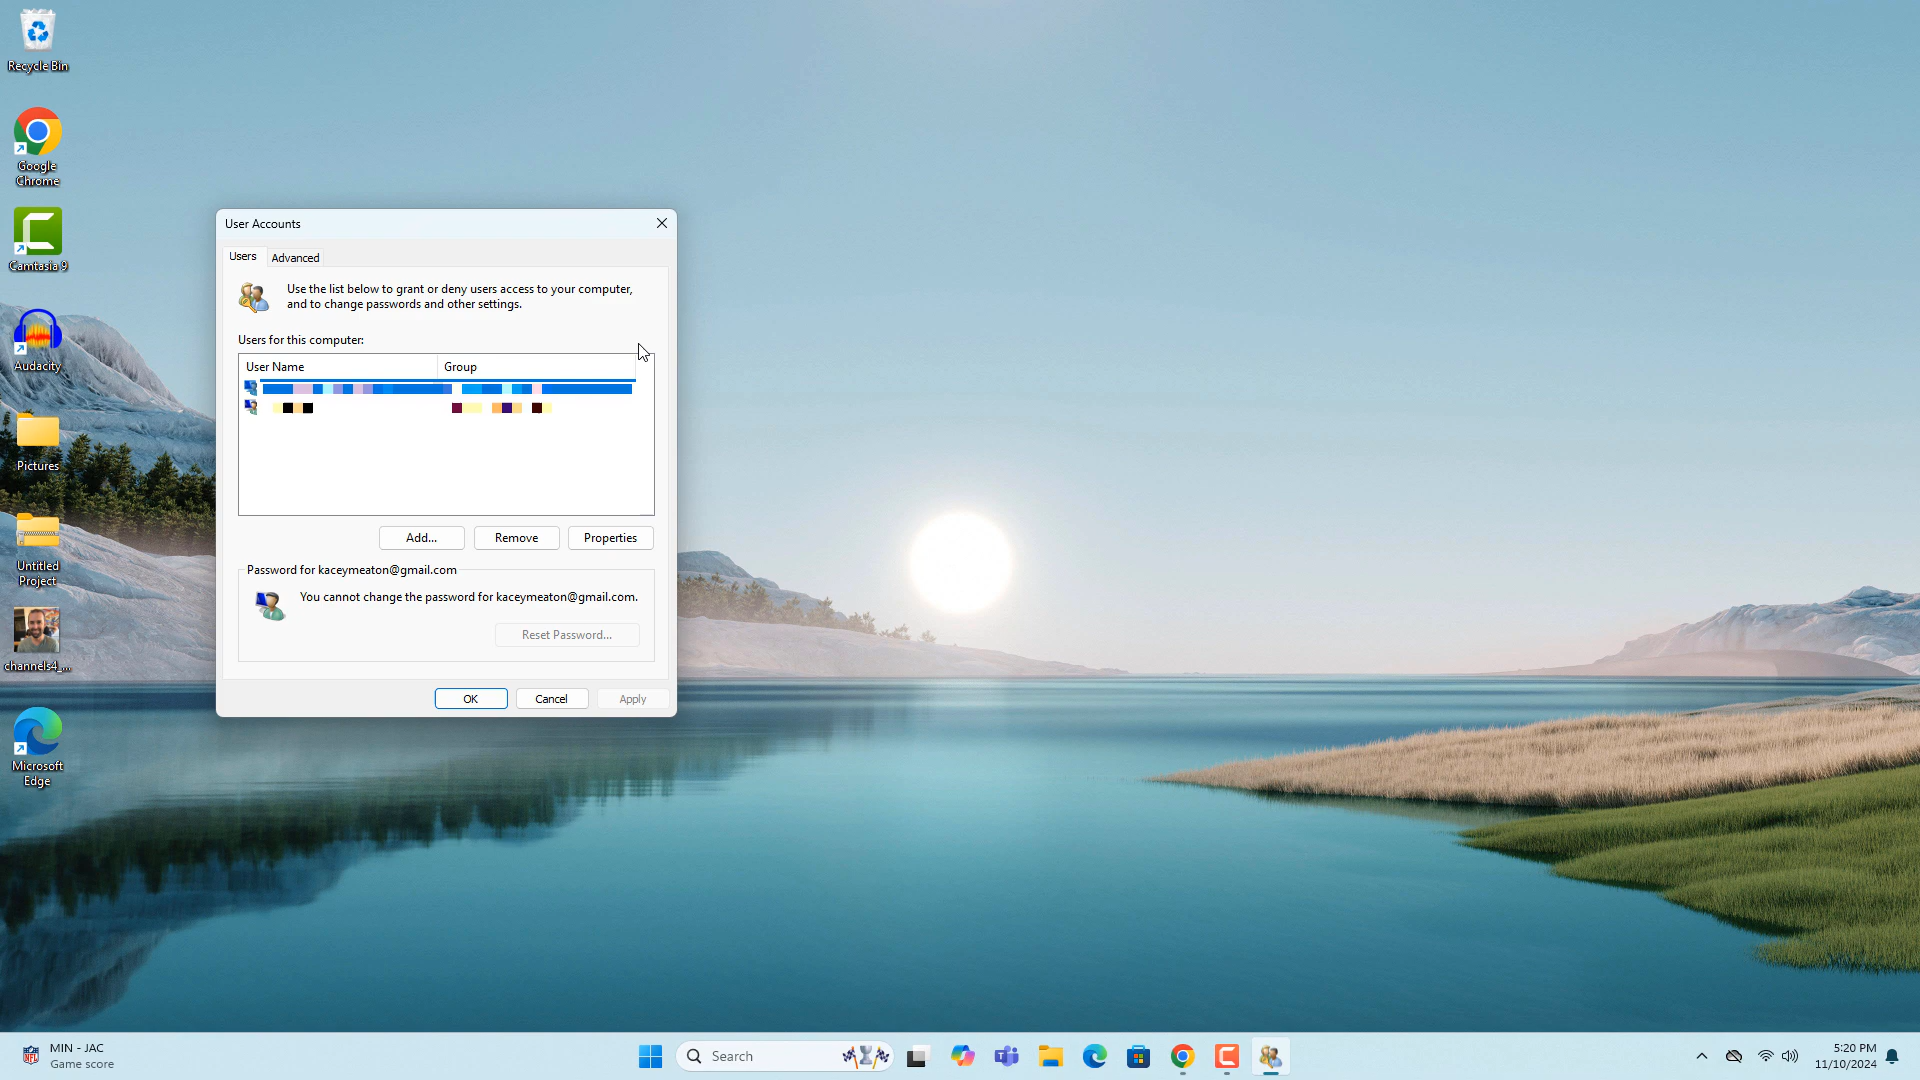 Recycle Bin
Google
Chrome
Camtasia 9
Audacity
Pictures
Untitled
Project
channels4_...
Microsoft
Edge
User Accounts
Users
Advanced
Use the list below to grant or deny users access to your computer,
and to change passwords and other settings.
Users for this computer:
User Name
Group
Add...
Remove
Properties
Password for kaceymeaton@gmail.com
You cannot change the password for kaceymeaton@gmail.com.
Reset Password...
OK
Cancel
Apply
MIN - JAC
Game score
Search
5:20 PM
11/10/2024